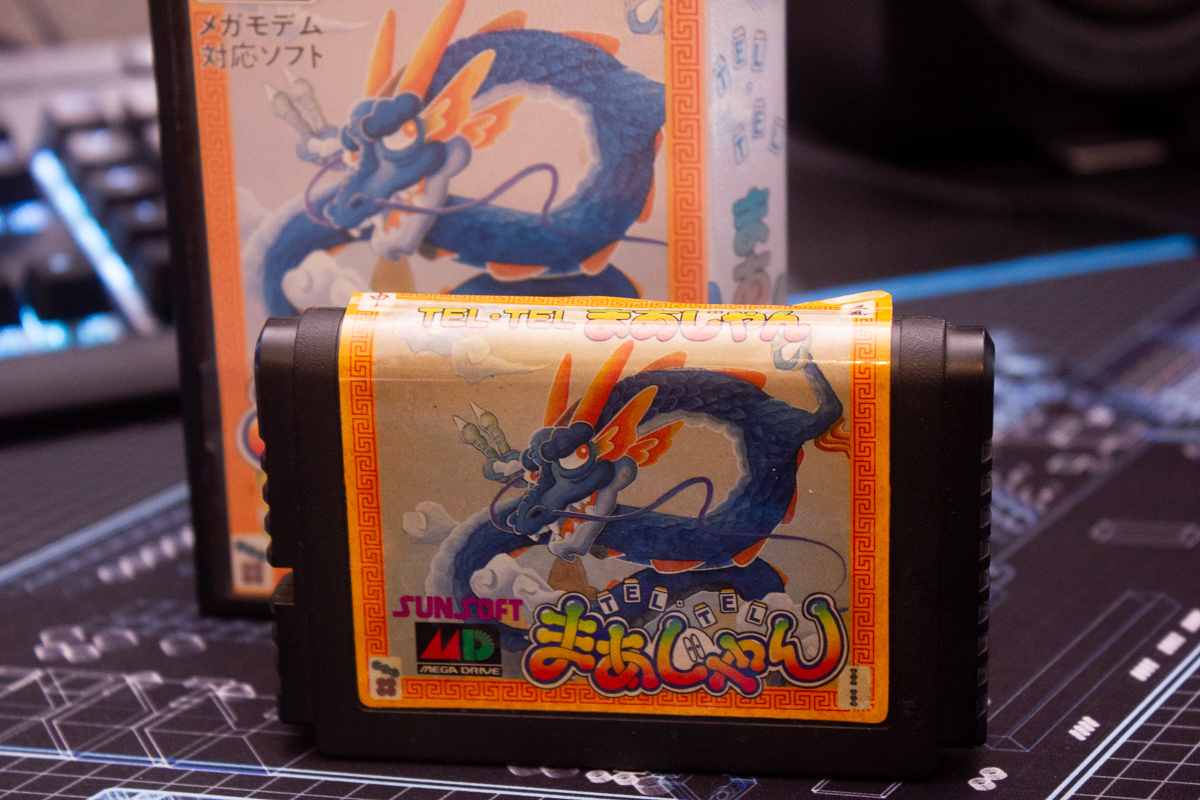 メガモデム
対応ソフト
TEL・TEL まあじゃん
SUNSOFT
MD
MEGA DRIVE
TEL・TEL
まあじゃん